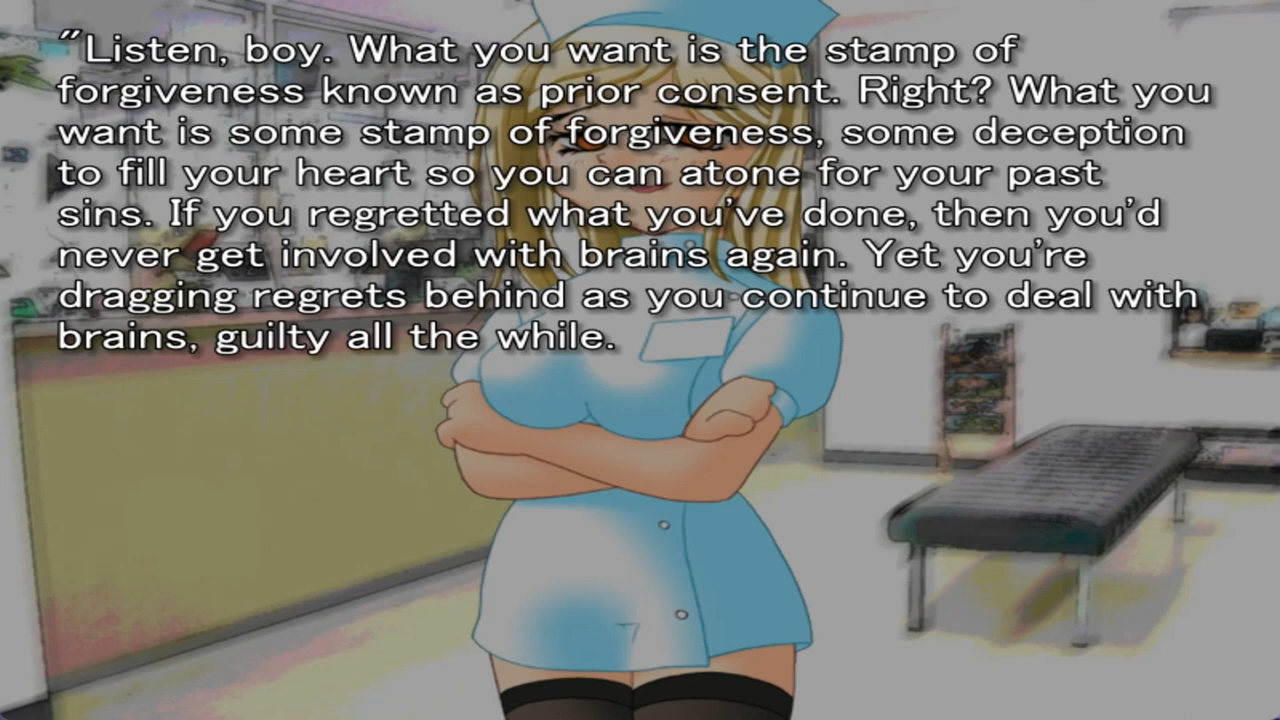 "Listen, boy. What you want is the stamp of
forgiveness known as prior consent. Right? What you
want is some stamp of forgiveness, some deception
to fill your heart so you can atone for your past
sins. If you regretted what you've done, then you'd
never get involved with brains again. Yet you're
dragging regrets behind as you continue to deal with
brains, guilty all the while.